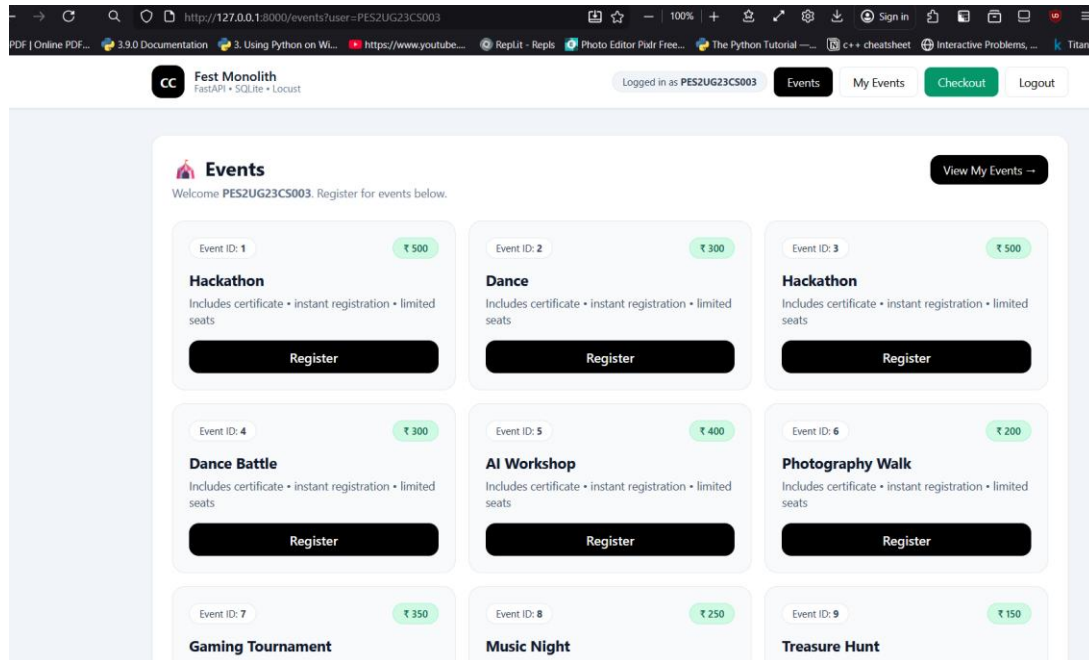 http://127.0.0.1:8000/events?user=PES2UG23CS003
100%
Sign in
PDF | Online PDF...
3.9.0 Documentation
3. Using Python on Wi...
https://www.youtube....
Repl.it - Repls
Photo Editor Pixlr Free...
The Python Tutorial —...
c++ cheatsheet
Interactive Problems, ...
Titan
CC
Fest Monolith
FastAPI • SQLite • Locust
Logged in as PES2UG23CS003
Events
My Events
Checkout
Logout
Events
View My Events →
Welcome PES2UG23CS003. Register for events below.
Event ID: 1
₹ 500
Hackathon
Includes certificate • instant registration • limited
seats
Register
Event ID: 2
₹ 300
Dance
Includes certificate • instant registration • limited
seats
Register
Event ID: 3
₹ 500
Hackathon
Includes certificate • instant registration • limited
seats
Register
Event ID: 4
₹ 300
Dance Battle
Includes certificate • instant registration • limited
seats
Register
Event ID: 5
₹ 400
AI Workshop
Includes certificate • instant registration • limited
seats
Register
Event ID: 6
₹ 200
Photography Walk
Includes certificate • instant registration • limited
seats
Register
Event ID: 7
₹ 350
Gaming Tournament
Event ID: 8
₹ 250
Music Night
Event ID: 9
₹ 150
Treasure Hunt